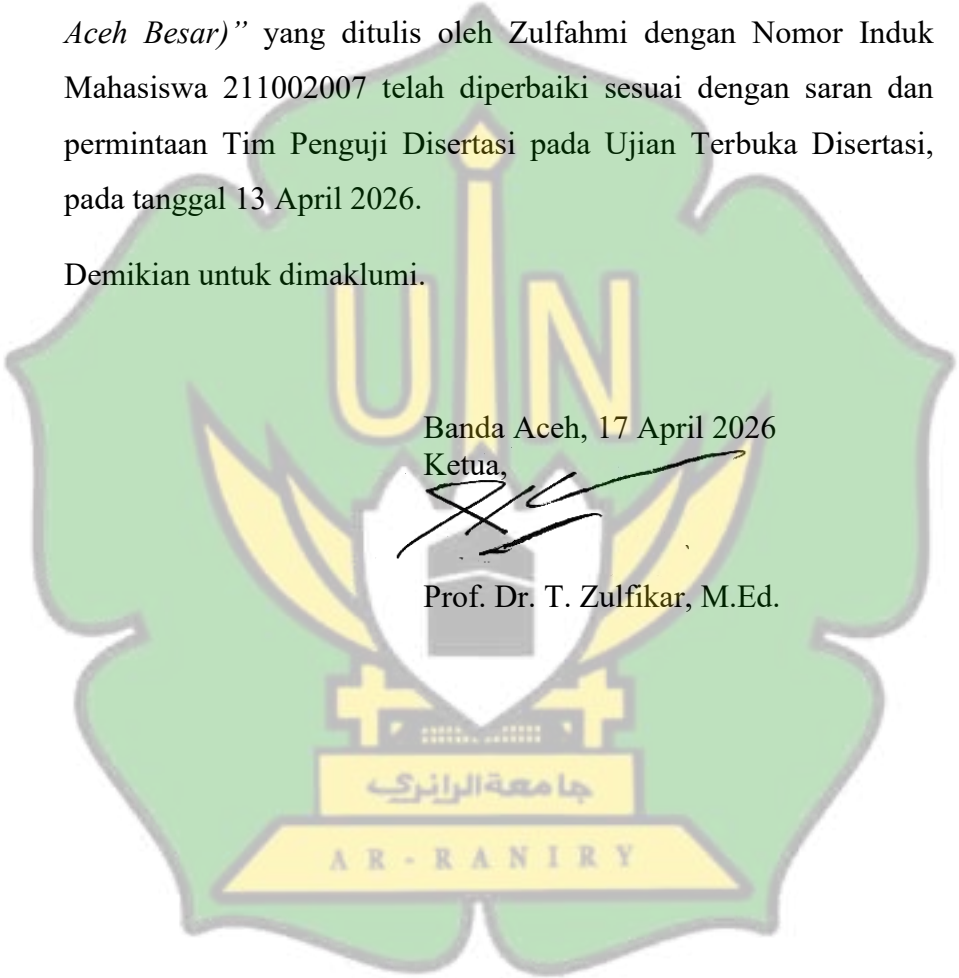 Aceh Besar)” yang ditulis oleh Zulfahmi dengan Nomor Induk
Mahasiswa 211002007 telah diperbaiki sesuai dengan saran dan
permintaan Tim Penguji Disertasi pada Ujian Terbuka Disertasi,
pada tanggal 13 April 2026.
Demikian untuk dimaklumi.
UIN
Banda Aceh, 17 April 2026
Ketua,
Prof. Dr. T. Zulfikar, M.Ed.
جامعة الرانري
AR-RANIRY